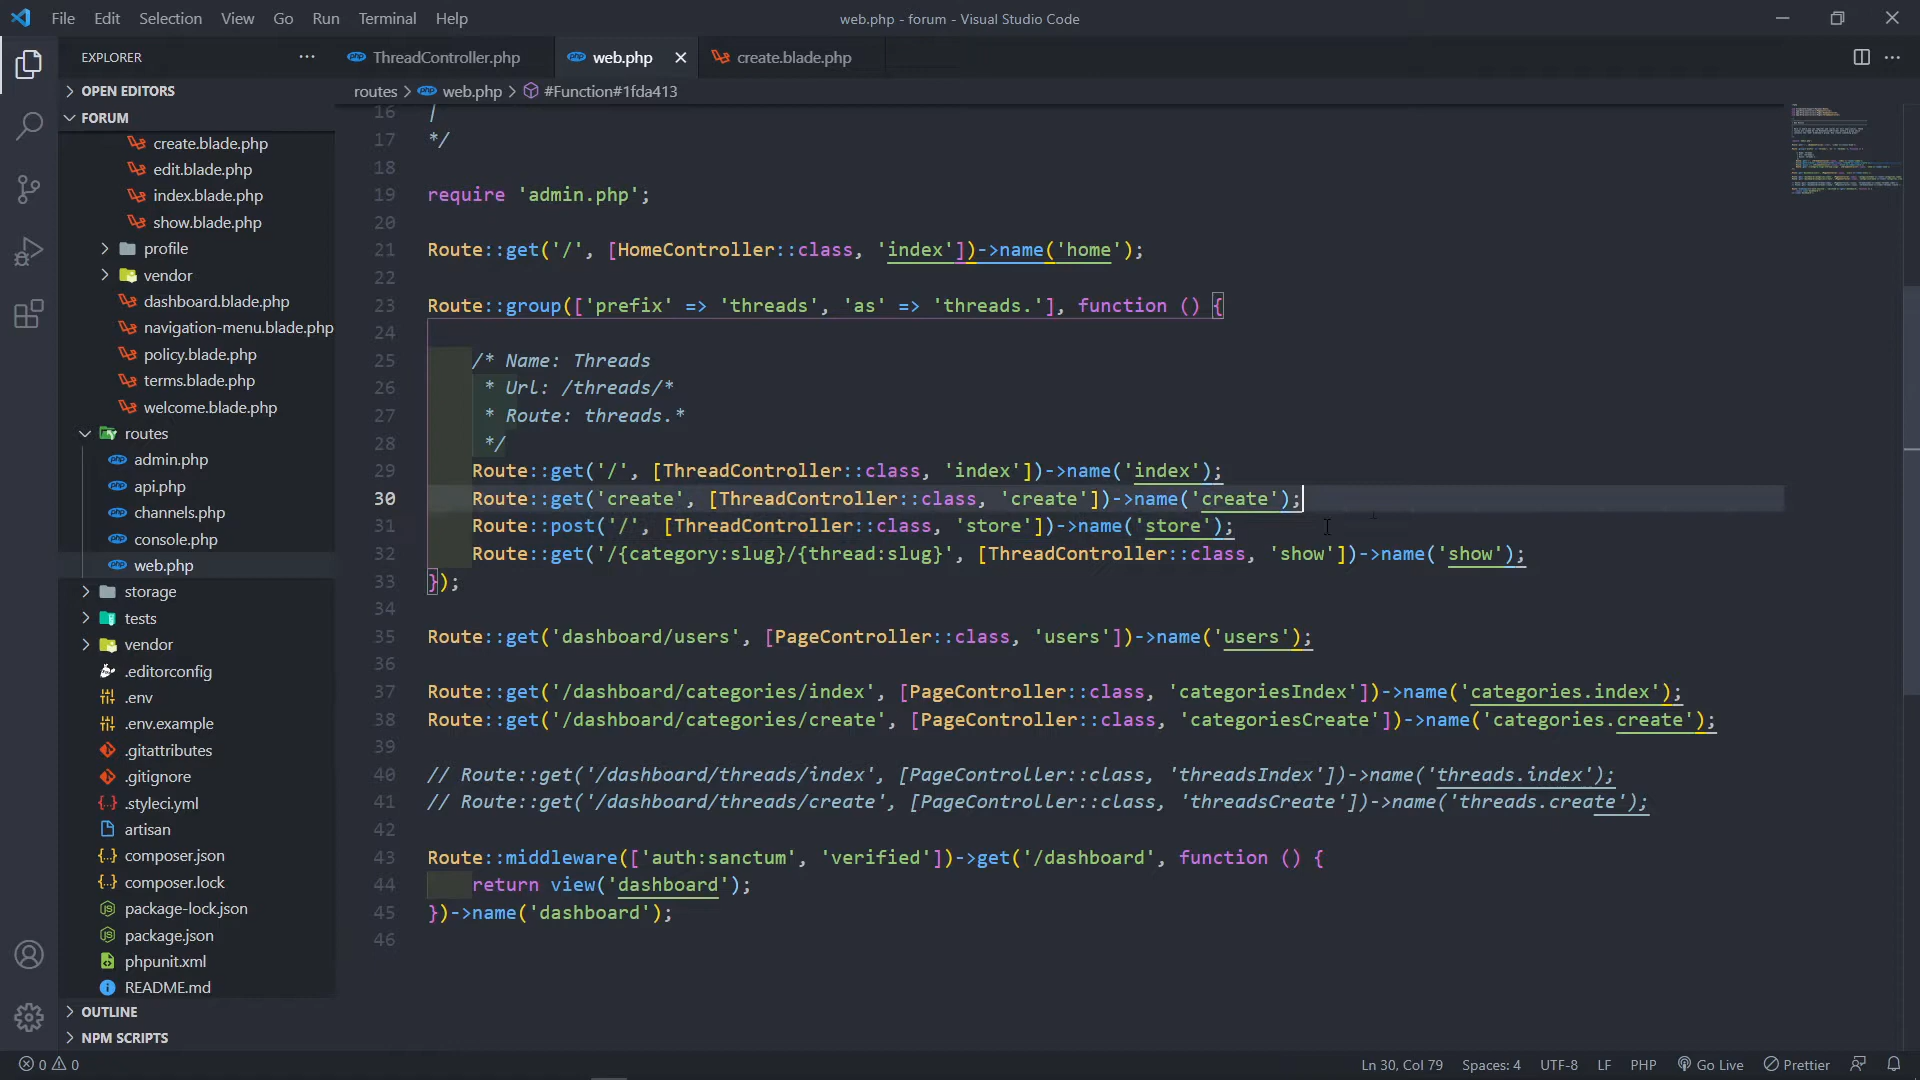 File Edit Selection View Go Run Terminal Help
web.php - forum - Visual Studio Code
EXPLORER
ThreadController.php
web.php
create.blade.php
OPEN EDITORS
routes > web.php > #Function#1fda413
FORUM
create.blade.php
edit.blade.php
index.blade.php
show.blade.php
profile
vendor
dashboard.blade.php
navigation-menu.blade.php
policy.blade.php
terms.blade.php
welcome.blade.php
routes
admin.php
api.php
channels.php
console.php
web.php
storage
tests
vendor
.editorconfig
.env
.env.example
.gitattributes
.gitignore
.styleci.yml
artisan
composer.json
composer.lock
package-lock.json
package.json
phpunit.xml
README.md
OUTLINE
NPM SCRIPTS
16 |
17 */
18
19 require 'admin.php';
20
21 Route::get('/', [HomeController::class, 'index'])->name('home');
22
23 Route::group(['prefix' => 'threads', 'as' => 'threads.'], function () {
24
25 /* Name: Threads
26 * Url: /threads/*
27 * Route: threads.*
28 */
29 Route::get('/', [ThreadController::class, 'index'])->name('index');
30 Route::get('create', [ThreadController::class, 'create'])->name('create');
31 Route::post('/', [ThreadController::class, 'store'])->name('store');
32 Route::get('/{category:slug}/{thread:slug}', [ThreadController::class, 'show'])->name('show');
33 });
34
35 Route::get('dashboard/users', [PageController::class, 'users'])->name('users');
36
37 Route::get('/dashboard/categories/index', [PageController::class, 'categoriesIndex'])->name('categories.index');
38 Route::get('/dashboard/categories/create', [PageController::class, 'categoriesCreate'])->name('categories.create');
39
40 // Route::get('/dashboard/threads/index', [PageController::class, 'threadsIndex'])->name('threads.index');
41 // Route::get('/dashboard/threads/create', [PageController::class, 'threadsCreate'])->name('threads.create');
42
43 Route::middleware(['auth:sanctum', 'verified'])->get('/dashboard', function () {
44 return view('dashboard');
45 })->name('dashboard');
46
0 0
Ln 30, Col 79 Spaces: 4 UTF-8 LF PHP Go Live Prettier